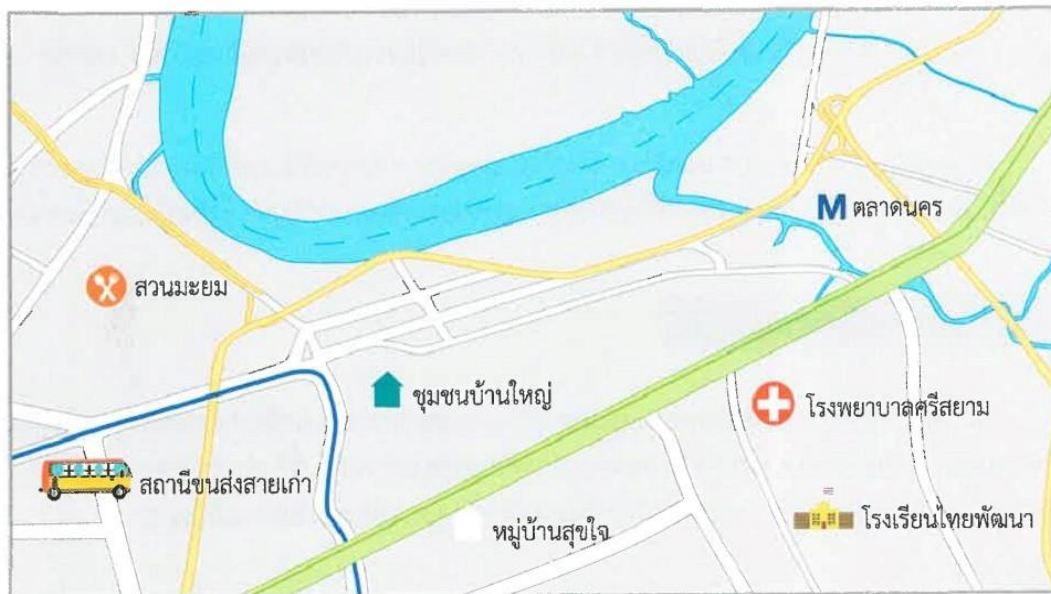 M ตลาดนคร
สวนมะยม
ชุมชนบ้านใหญ่
โรงพยาบาลศรีสยาม
สถานีขนส่งสายเก่า
หมู่บ้านสุขใจ
โรงเรียนไทยพัฒนา